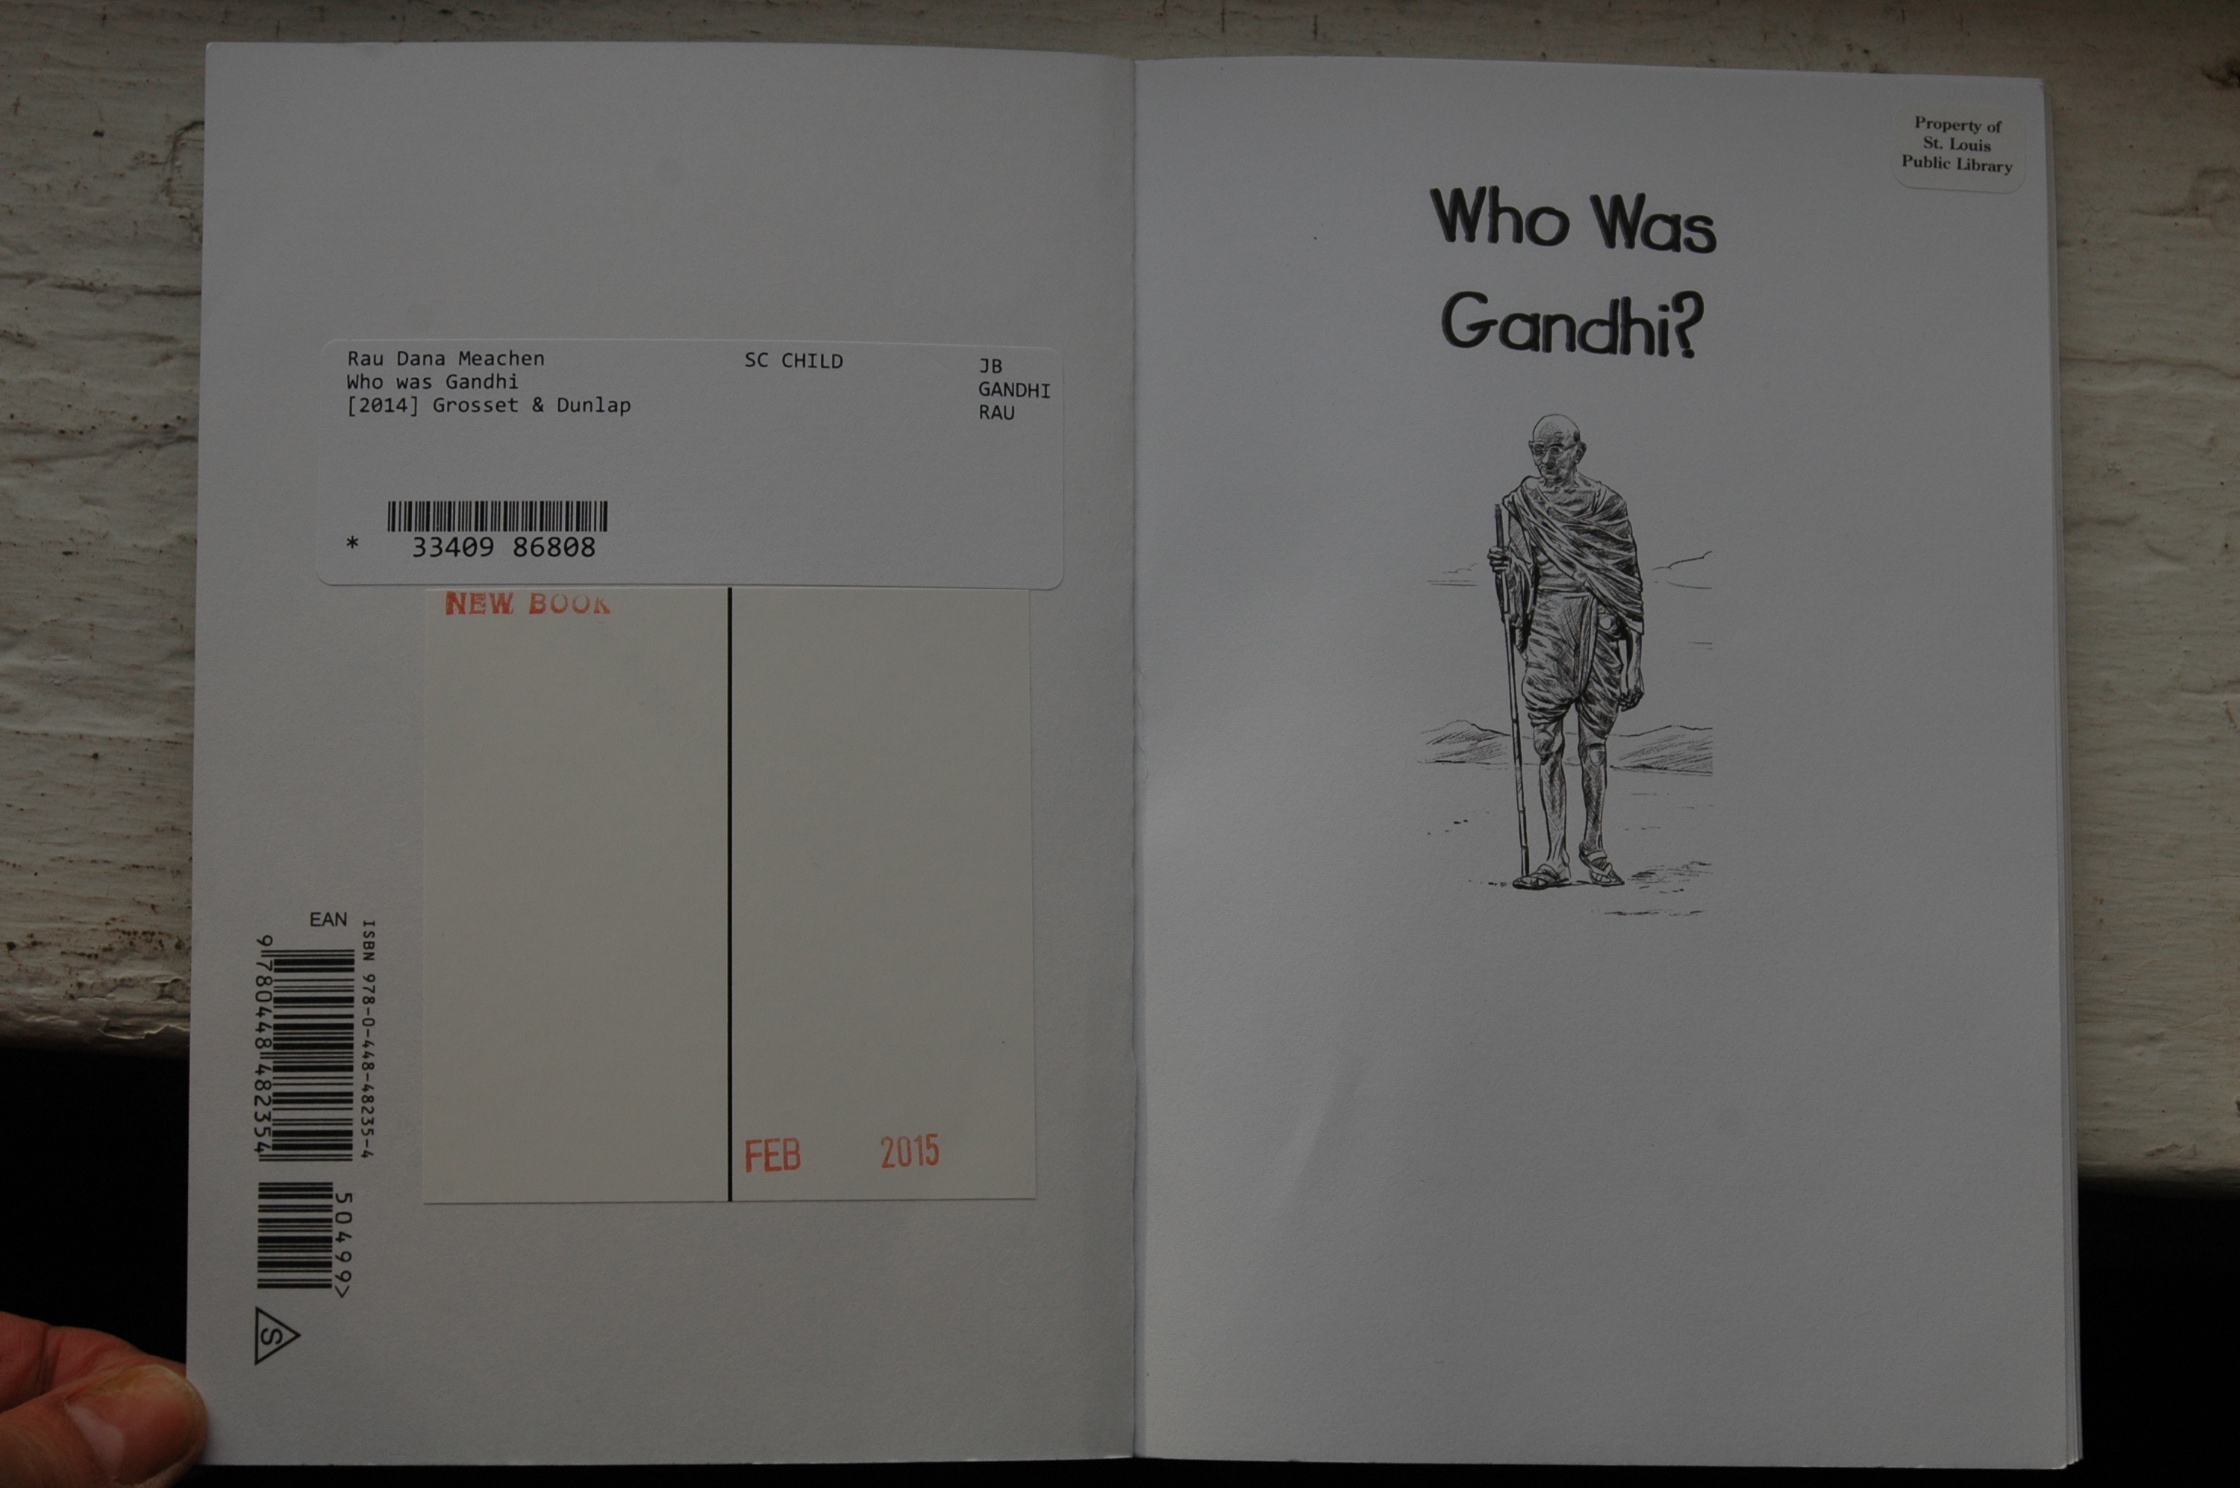 Rau Dana Meachen
Who was Gandhi
[2014] Grosset & Dunlap
SC CHILD
JB
GANDHI
RAU
* 33409 86808
NEW BOOK
FEB 2015
EAN
ISBN 978-0-448-48235-4
9 780448 482354
50499>
S
Property of
St. Louis
Public Library
Who Was
Gandhi?